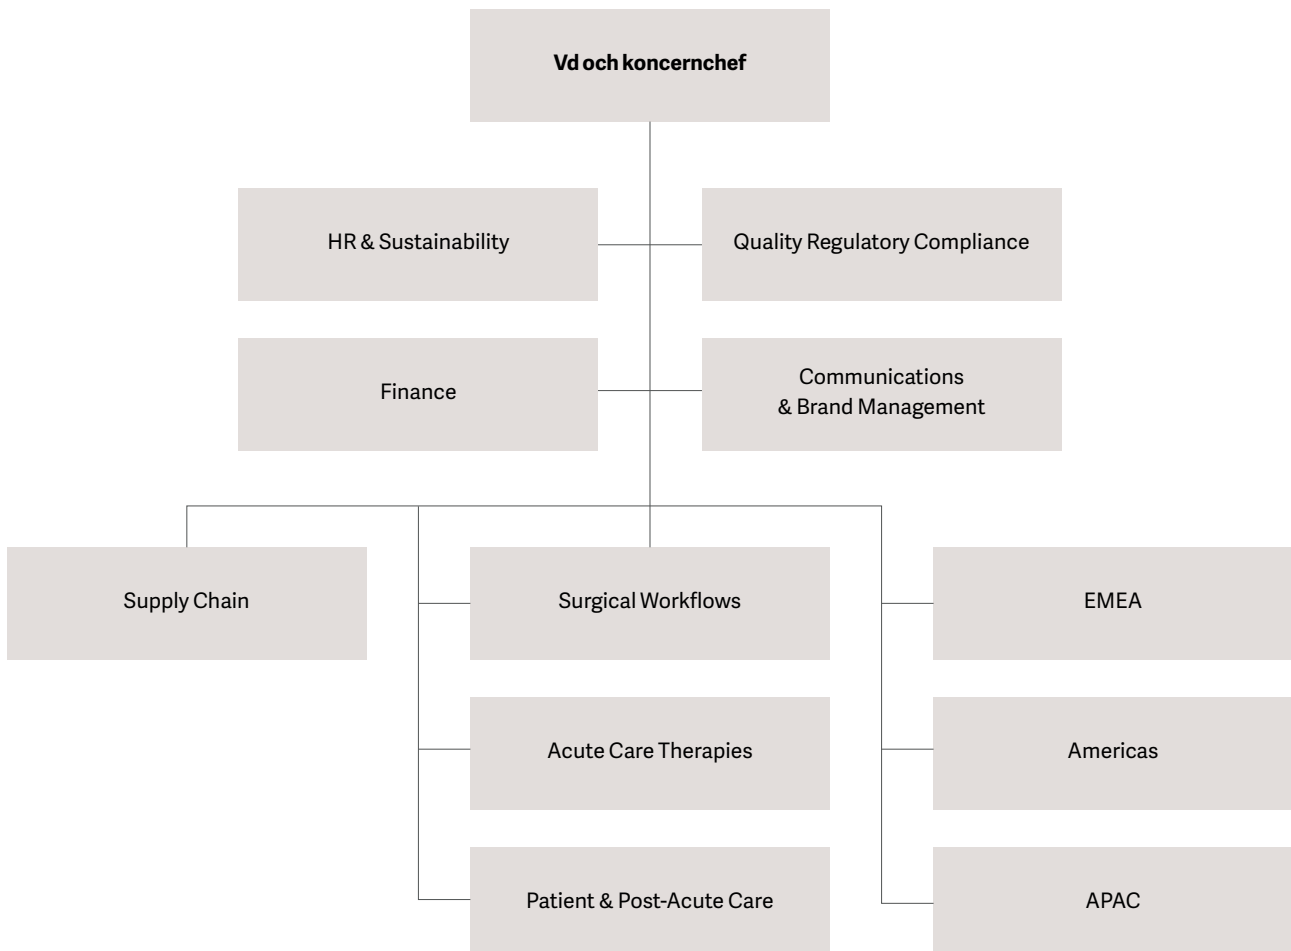 Vd och koncernchef
HR & Sustainability
Quality Regulatory Compliance
Finance
Communications
& Brand Management
Supply Chain
Surgical Workflows
EMEA
Acute Care Therapies
Americas
Patient & Post-Acute Care
APAC